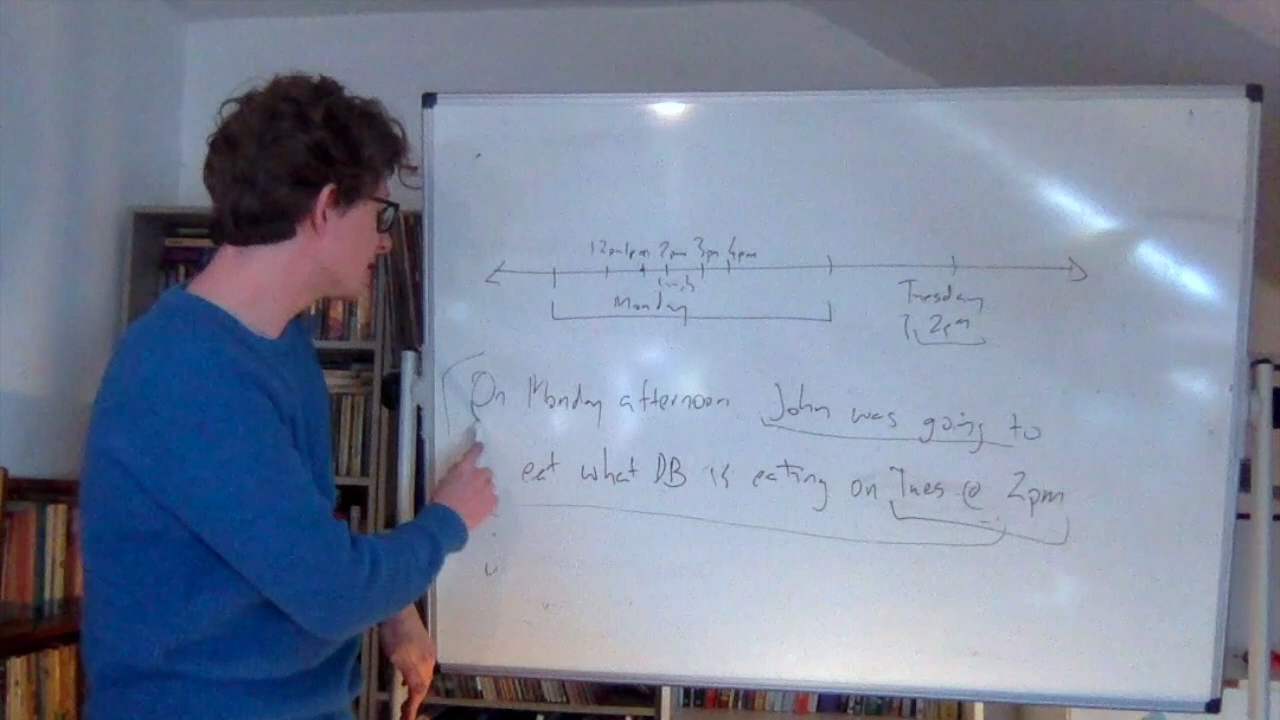 12pm 1pm 2pm 3pm 4pm
Monday
Tuesday
2pm
On Monday afternoon John was going to
eat what DB is eating on Tues @ 2pm